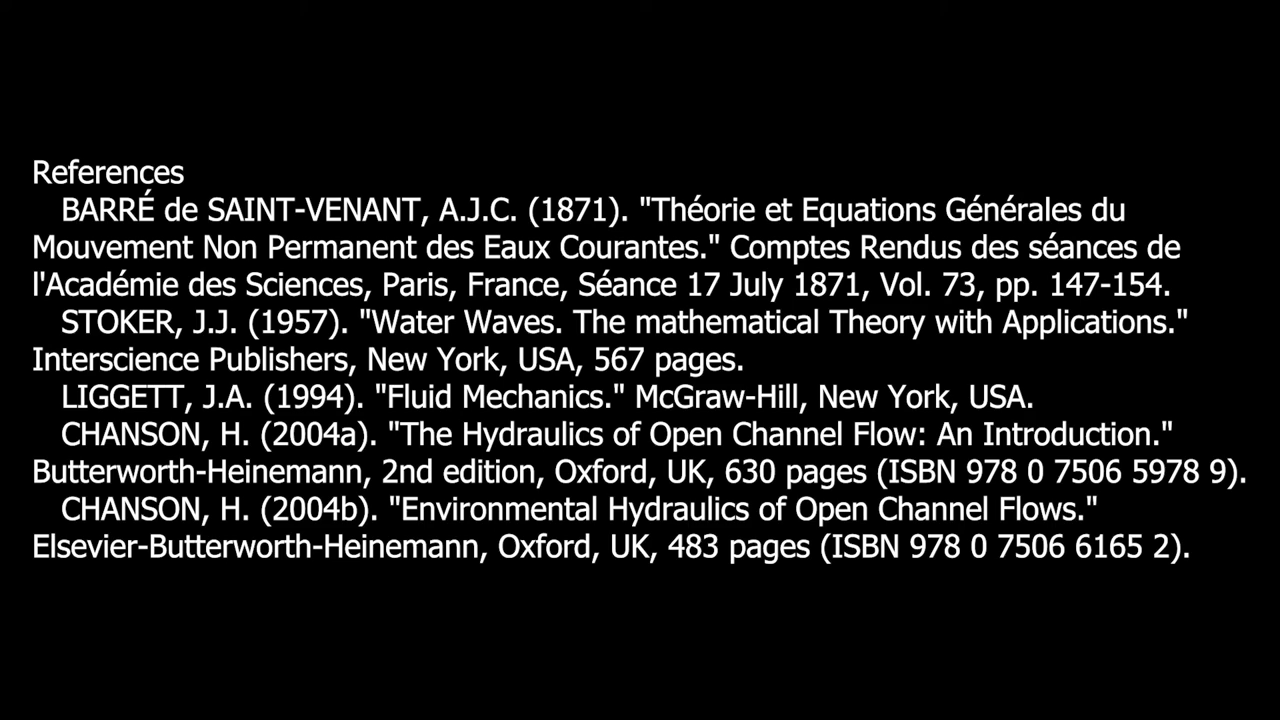 References
BARRÉ de SAINT-VENANT, A.J.C. (1871). "Théorie et Equations Générales du
Mouvement Non Permanent des Eaux Courantes." Comptes Rendus des séances de
l'Académie des Sciences, Paris, France, Séance 17 July 1871, Vol. 73, pp. 147-154.
STOKER, J.J. (1957). "Water Waves. The mathematical Theory with Applications."
Interscience Publishers, New York, USA, 567 pages.
LIGGETT, J.A. (1994). "Fluid Mechanics." McGraw-Hill, New York, USA.
CHANSON, H. (2004a). "The Hydraulics of Open Channel Flow: An Introduction."
Butterworth-Heinemann, 2nd edition, Oxford, UK, 630 pages (ISBN 978 0 7506 5978 9).
CHANSON, H. (2004b). "Environmental Hydraulics of Open Channel Flows."
Elsevier-Butterworth-Heinemann, Oxford, UK, 483 pages (ISBN 978 0 7506 6165 2).